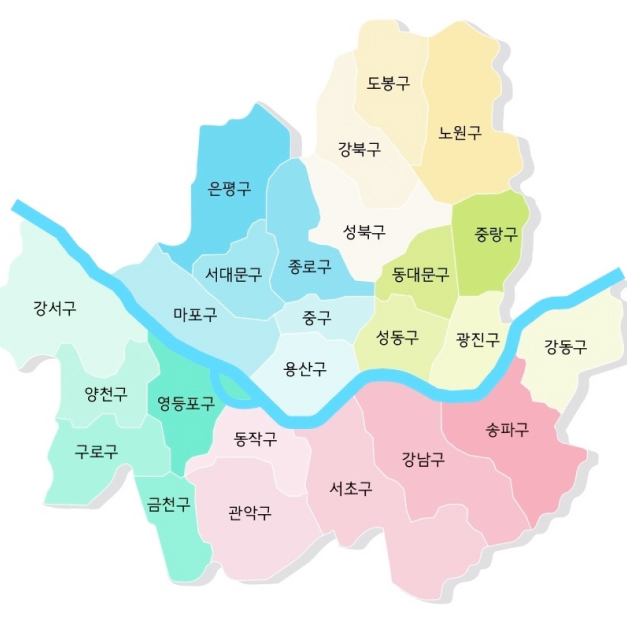 도봉구
노원구
강북구
은평구
성북구
중랑구
서대문구
종로구
동대문구
강서구
마포구
중구
성동구
광진구
강동구
용산구
양천구
영등포구
동작구
송파구
구로구
강남구
서초구
금천구
관악구